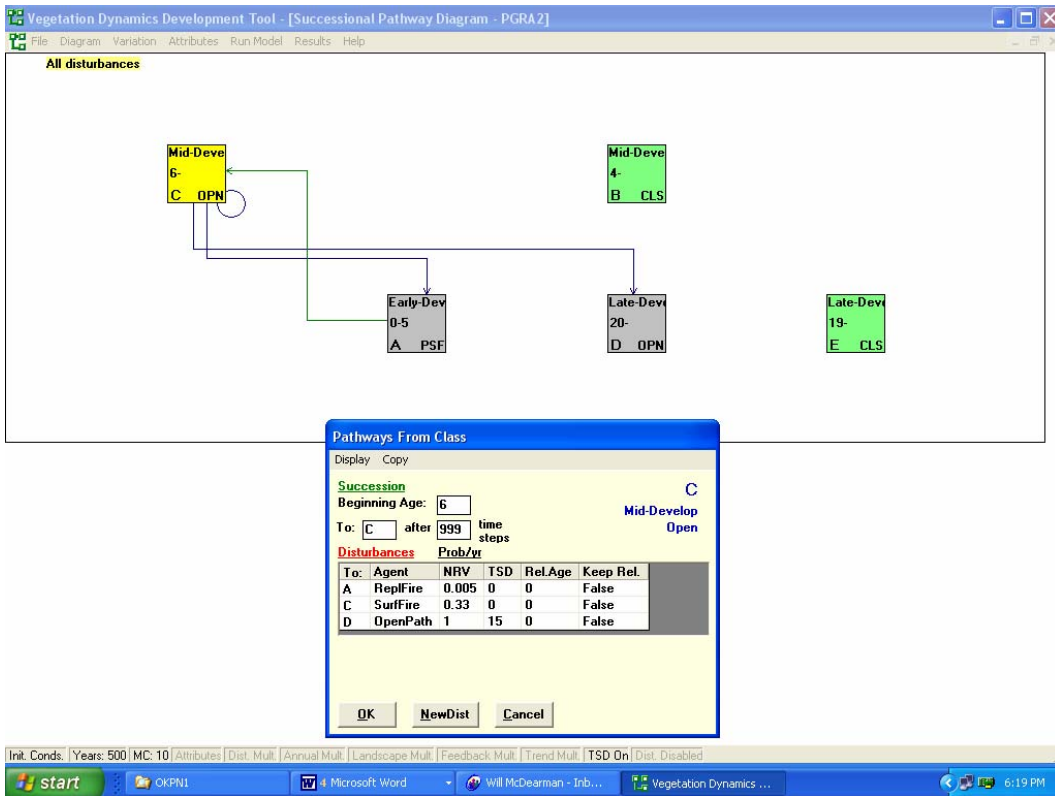 Vegetation Dynamics Development Tool - [Successional Pathway Diagram - PGRA2]
File Diagram Variation Attributes Run Model Results Help
All disturbances
Mid-Deve
6-
C OPN
Mid-Deve
4-
B CLS
Early-Dev
0-5
A PSF
Late-Deve
20-
D OPN
Late-Deve
19-
E CLS
Pathways From Class
Display Copy
Succession
Beginning Age: 6
To: C after 999 time steps
C
Mid-Develop
Open
Disturbances Prob/yr
To: Agent NRV TSD Rel.Age Keep Rel.
A ReplFire 0.005 0 0 False
C SurfFire 0.33 0 0 False
D OpenPath 1 15 0 False
OK NewDist Cancel
Init. Conds. Years: 500 MC: 10 Attributes Dist. Mult. Annual Mult. Landscape Mult. Feedback Mult. Trend Mult. TSD On Dist. Disabled
start OKPN1 4 Microsoft Word Will McDearman - Inb... Vegetation Dynamics ... 6:19 PM